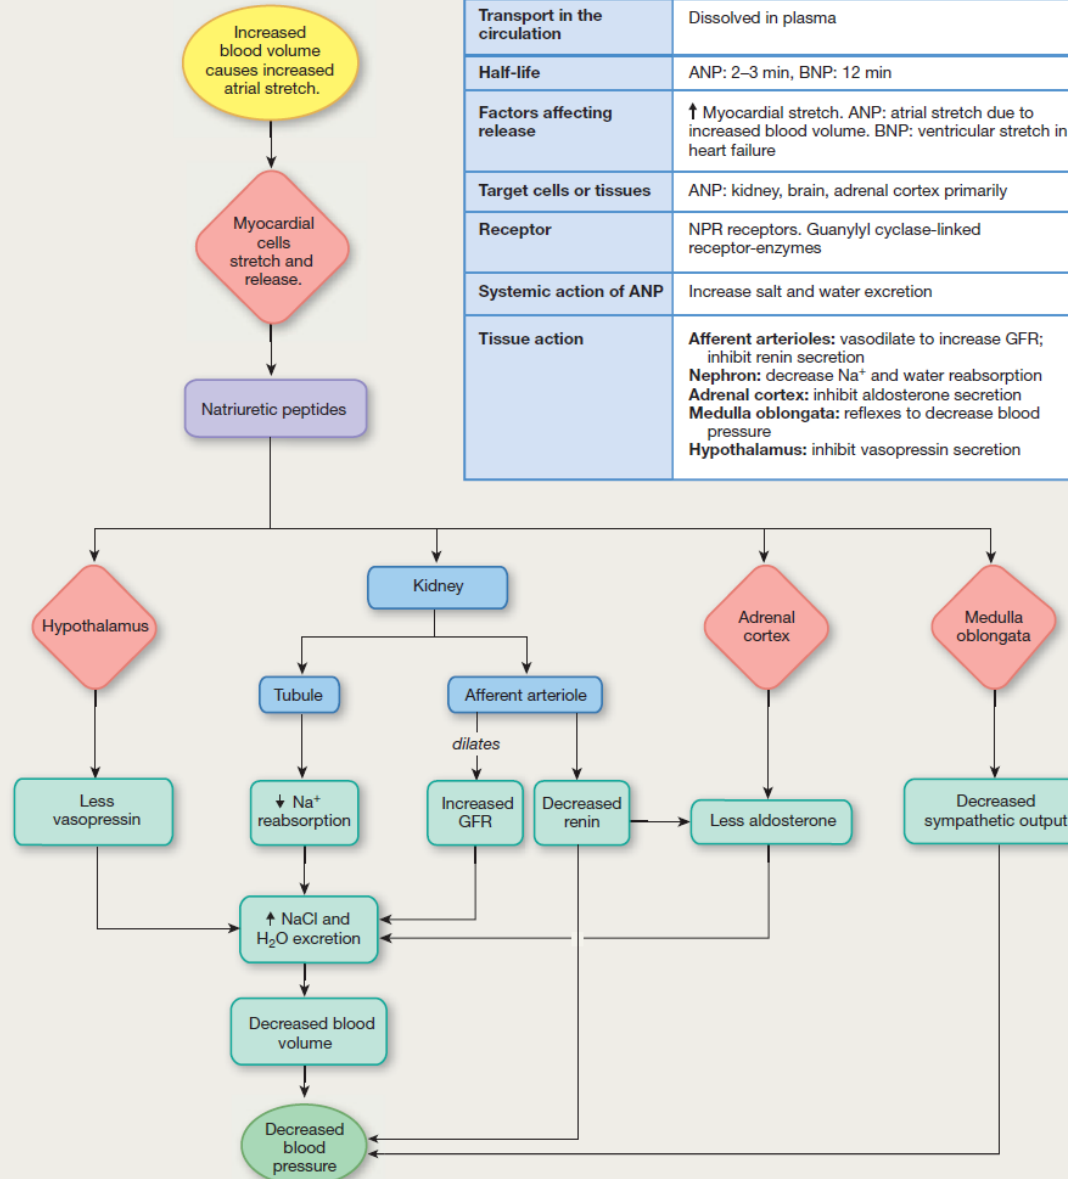 Increased
blood volume
causes increased
atrial stretch.
Myocardial
cells
stretch and
release.
Natriuretic peptides
Transport in the
circulation
Dissolved in plasma
Half-life
ANP: 2–3 min, BNP: 12 min
Factors affecting
release
↑ Myocardial stretch. ANP: atrial stretch due to
increased blood volume. BNP: ventricular stretch in
heart failure
Target cells or tissues
ANP: kidney, brain, adrenal cortex primarily
Receptor
NPR receptors. Guanylyl cyclase-linked
receptor-enzymes
Systemic action of ANP
Increase salt and water excretion
Tissue action
Afferent arterioles: vasodilate to increase GFR;
inhibit renin secretion
Nephron: decrease Na⁺ and water reabsorption
Adrenal cortex: inhibit aldosterone secretion
Medulla oblongata: reflexes to decrease blood
pressure
Hypothalamus: inhibit vasopressin secretion
Hypothalamus
Kidney
Adrenal
cortex
Medulla
oblongata
Tubule
Afferent arteriole
dilates
Less
vasopressin
↓ Na⁺
reabsorption
Increased
GFR
Decreased
renin
Less aldosterone
Decreased
sympathetic output
↑ NaCl and
H₂O excretion
Decreased blood
volume
Decreased
blood
pressure